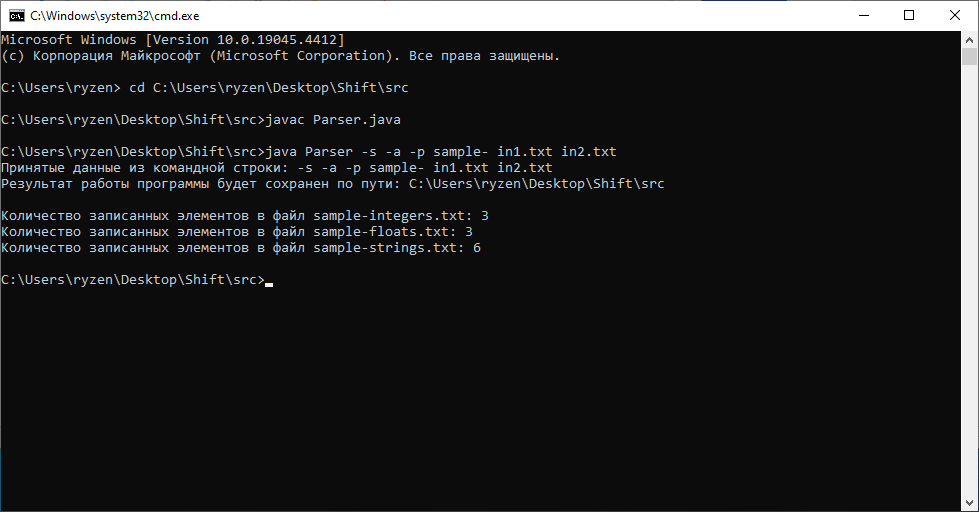 C:\Windows\system32\cmd.exe
Microsoft Windows [Version 10.0.19045.4412]
(c) Корпорация Майкрософт (Microsoft Corporation). Все права защищены.
C:\Users\ryzen> cd C:\Users\ryzen\Desktop\Shift\src
C:\Users\ryzen\Desktop\Shift\src>javac Parser.java
C:\Users\ryzen\Desktop\Shift\src>java Parser -s -a -p sample- in1.txt in2.txt
Принятые данные из командной строки: -s -a -p sample- in1.txt in2.txt
Результат работы программы будет сохранен по пути: C:\Users\ryzen\Desktop\Shift\src
Количество записанных элементов в файл sample-integers.txt: 3
Количество записанных элементов в файл sample-floats.txt: 3
Количество записанных элементов в файл sample-strings.txt: 6
C:\Users\ryzen\Desktop\Shift\src>